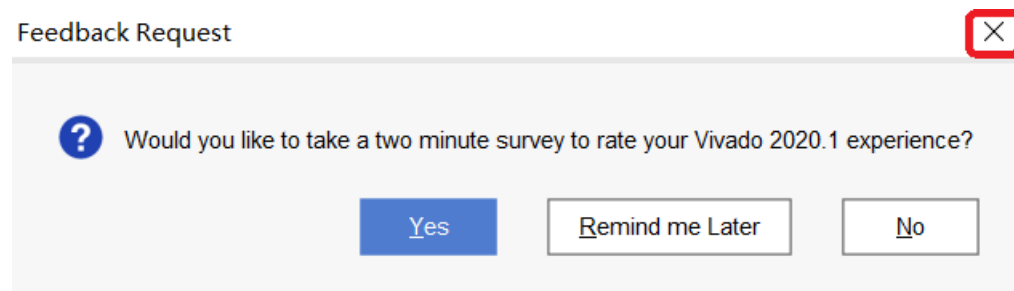 Feedback Request
Would you like to take a two minute survey to rate your Vivado 2020.1 experience?
Yes
Remind me Later
No